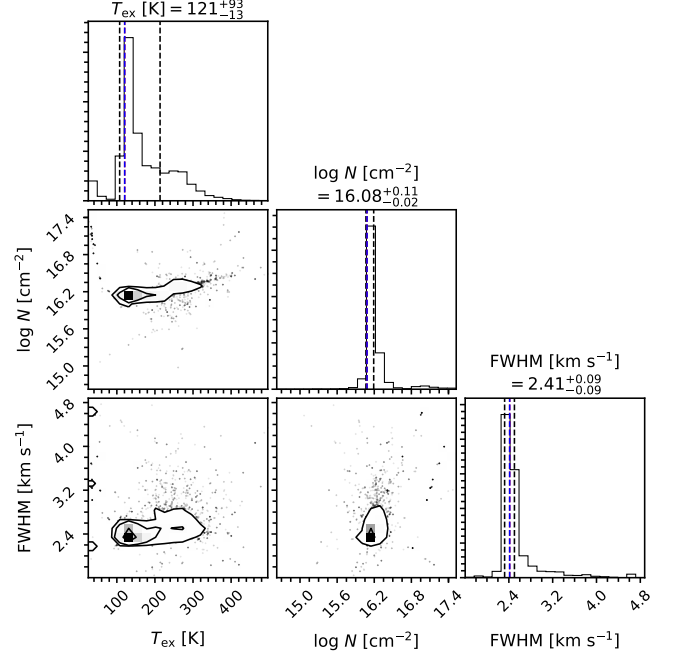 T_ex [K] = 121^{+93}_{-13}
log N [cm^{-2}]
= 16.08^{+0.11}_{-0.02}
FWHM [km s^{-1}]
= 2.41^{+0.09}_{-0.09}
log N [cm^{-2}]
17.4
16.8
16.2
15.6
15.0
FWHM [km s^{-1}]
4.8
4.0
3.2
2.4
100 200 300 400
15.0 15.6 16.2 16.8 17.4
2.4 3.2 4.0 4.8
T_ex [K]
log N [cm^{-2}]
FWHM [km s^{-1}]